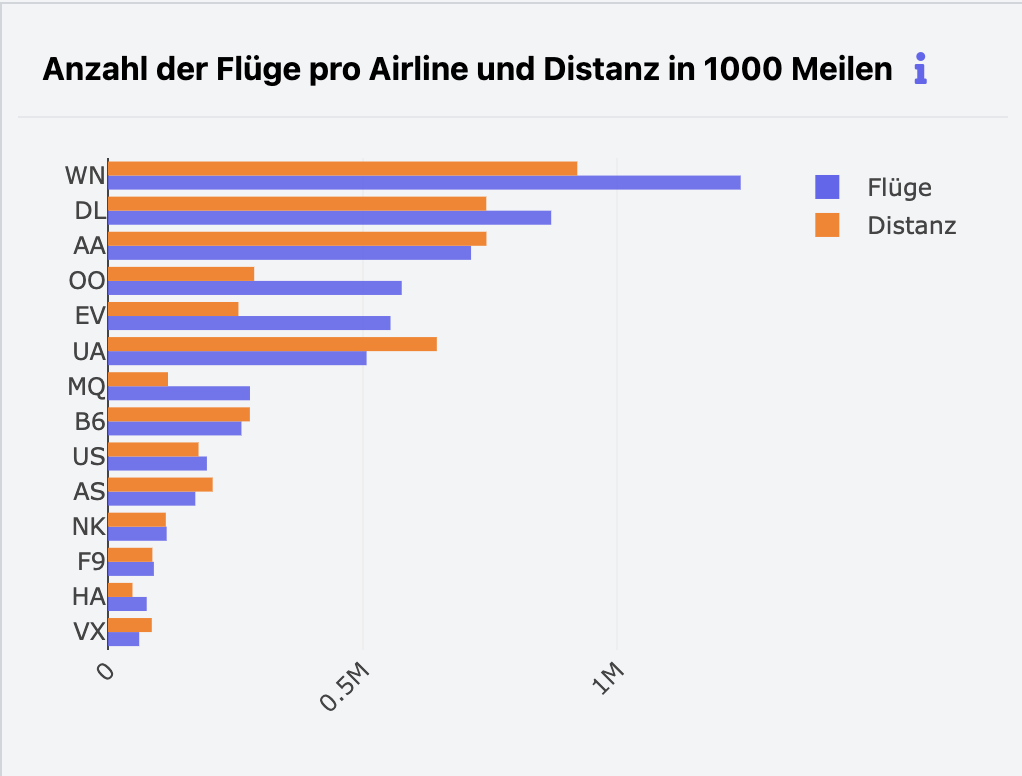 Anzahl der Flüge pro Airline und Distanz in 1000 Meilen
WN
DL
AA
OO
EV
UA
MQ
B6
US
AS
NK
F9
HA
VX
0
0.5M
1M
Flüge
Distanz